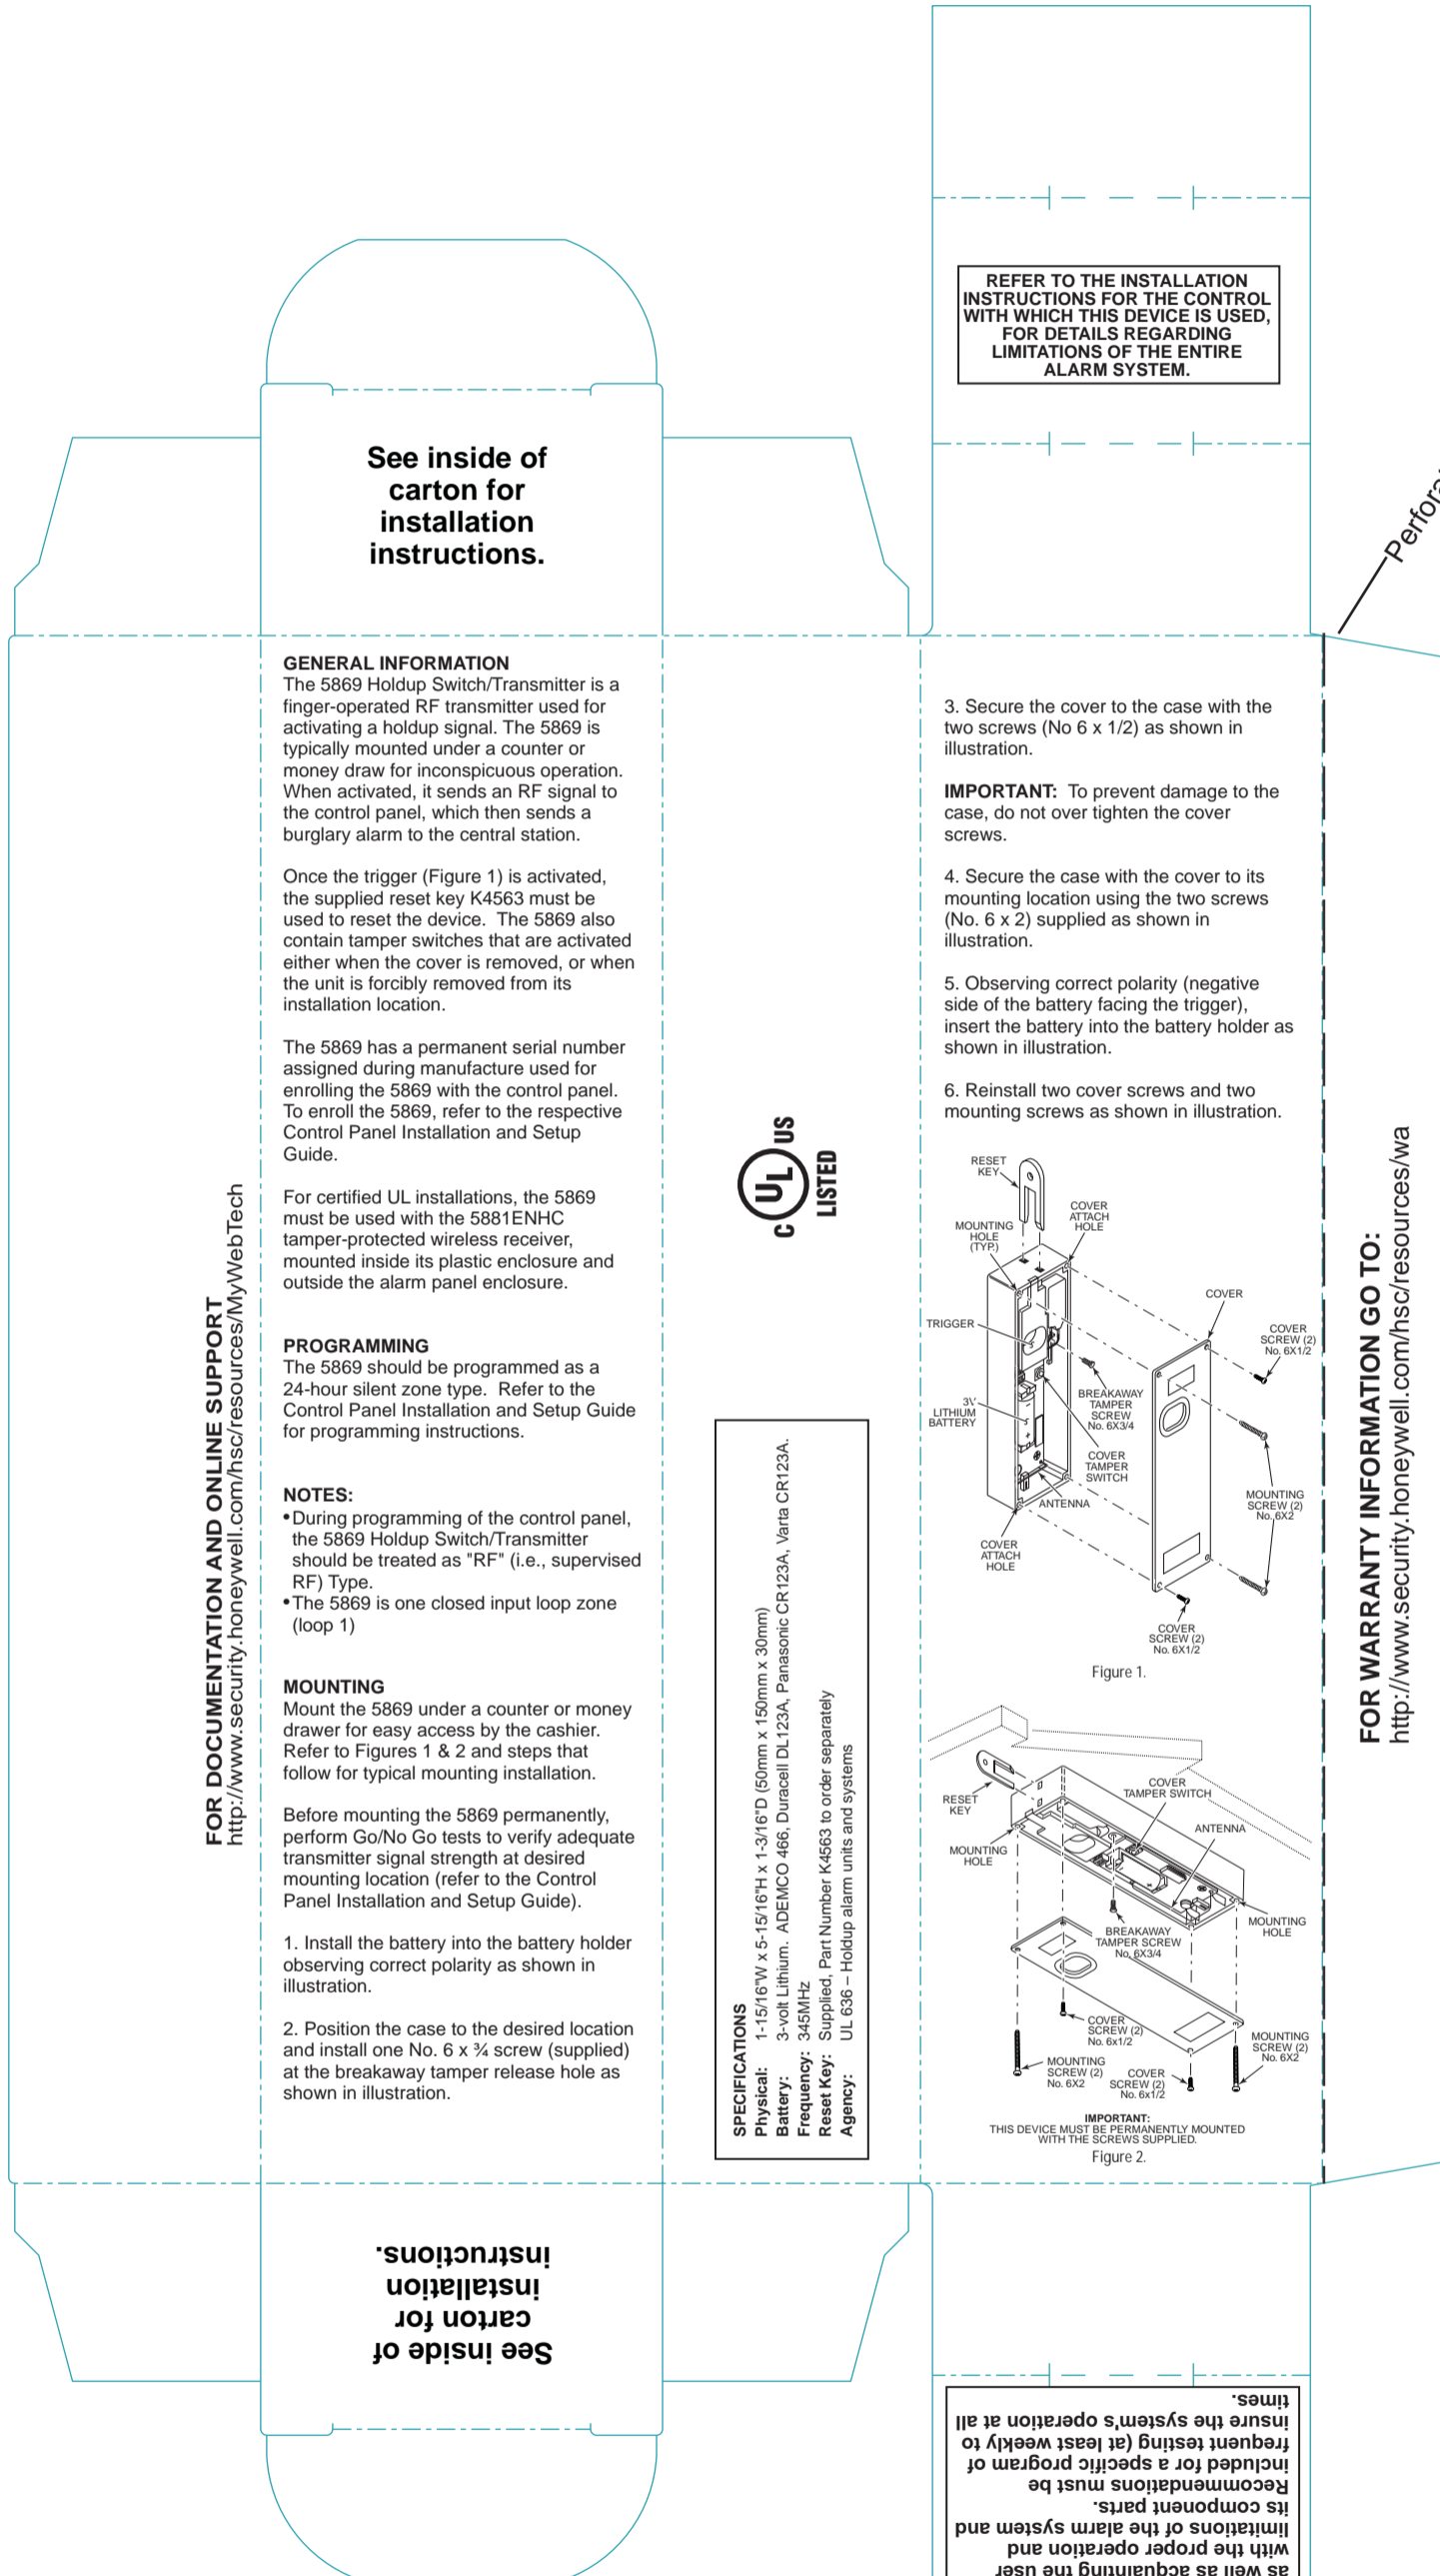 REFER TO THE INSTALLATION
INSTRUCTIONS FOR THE CONTROL
WITH WHICH THIS DEVICE IS USED,
FOR DETAILS REGARDING
LIMITATIONS OF THE ENTIRE
ALARM SYSTEM.
See inside of
carton for
installation
instructions.
FOR DOCUMENTATION AND ONLINE SUPPORT
http://www.security.honeywell.com/hsc/resources/MyWebTech
GENERAL INFORMATION
The 5869 Holdup Switch/Transmitter is a
finger-operated RF transmitter used for
activating a holdup signal. The 5869 is
typically mounted under a counter or
money draw for inconspicuous operation.
When activated, it sends an RF signal to
the control panel, which then sends a
burglary alarm to the central station.
Once the trigger (Figure 1) is activated,
the supplied reset key K4563 must be
used to reset the device. The 5869 also
contain tamper switches that are activated
either when the cover is removed, or when
the unit is forcibly removed from its
installation location.
The 5869 has a permanent serial number
assigned during manufacture used for
enrolling the 5869 with the control panel.
To enroll the 5869, refer to the respective
Control Panel Installation and Setup
Guide.
For certified UL installations, the 5869
must be used with the 5881ENHC
tamper-protected wireless receiver,
mounted inside its plastic enclosure and
outside the alarm panel enclosure.
PROGRAMMING
The 5869 should be programmed as a
24-hour silent zone type. Refer to the
Control Panel Installation and Setup Guide
for programming instructions.
NOTES:
•During programming of the control panel,
the 5869 Holdup Switch/Transmitter
should be treated as "RF" (i.e., supervised
RF) Type.
•The 5869 is one closed input loop zone
(loop 1)
MOUNTING
Mount the 5869 under a counter or money
drawer for easy access by the cashier.
Refer to Figures 1 & 2 and steps that
follow for typical mounting installation.
Before mounting the 5869 permanently,
perform Go/No Go tests to verify adequate
transmitter signal strength at desired
mounting location (refer to the Control
Panel Installation and Setup Guide).
1. Install the battery into the battery holder
observing correct polarity as shown in
illustration.
2. Position the case to the desired location
and install one No. 6 x ¾ screw (supplied)
at the breakaway tamper release hole as
shown in illustration.
C UL US
LISTED
SPECIFICATIONS
Physical: 1-15/16"W x 5-15/16"H x 1-3/16"D (50mm x 150mm x 30mm)
Battery: 3-volt Lithium. ADEMCO 466, Duracell DL123A, Panasonic CR123A, Varta CR123A.
Frequency: 345MHz
Reset Key: Supplied, Part Number K4563 to order separately
Agency: UL 636 – Holdup alarm units and systems
3. Secure the cover to the case with the
two screws (No 6 x 1/2) as shown in
illustration.
IMPORTANT: To prevent damage to the
case, do not over tighten the cover
screws.
4. Secure the case with the cover to its
mounting location using the two screws
(No. 6 x 2) supplied as shown in
illustration.
5. Observing correct polarity (negative
side of the battery facing the trigger),
insert the battery into the battery holder as
shown in illustration.
6. Reinstall two cover screws and two
mounting screws as shown in illustration.
RESET
KEY
COVER
ATTACH
HOLE
MOUNTING
HOLE
(TYP.)
COVER
TRIGGER
COVER
SCREW (2)
No. 6X1/2
3V
LITHIUM
BATTERY
BREAKAWAY
TAMPER
SCREW
No. 6X3/4
COVER
TAMPER
SWITCH
ANTENNA
MOUNTING
SCREW (2)
No. 6X2
COVER
ATTACH
HOLE
COVER
SCREW (2)
No. 6X1/2
Figure 1.
COVER
TAMPER SWITCH
RESET
KEY
ANTENNA
MOUNTING
HOLE
MOUNTING
HOLE
BREAKAWAY
TAMPER SCREW
No. 6X3/4
COVER
SCREW (2)
No. 6x1/2
MOUNTING
SCREW (2)
No. 6X2
MOUNTING
SCREW (2)
No. 6X2
COVER
SCREW (2)
No. 6x1/2
IMPORTANT:
THIS DEVICE MUST BE PERMANENTLY MOUNTED
WITH THE SCREWS SUPPLIED.
Figure 2.
FOR WARRANTY INFORMATION GO TO:
http://www.security.honeywell.com/hsc/resources/wa
See inside of
carton for
installation
instructions.
as well as acquainting the user
with the proper operation and
limitations of the alarm system and
its component parts.
Recommendations must be
included for a specific program of
frequent testing (at least weekly to
insure the system's operation at all
times.